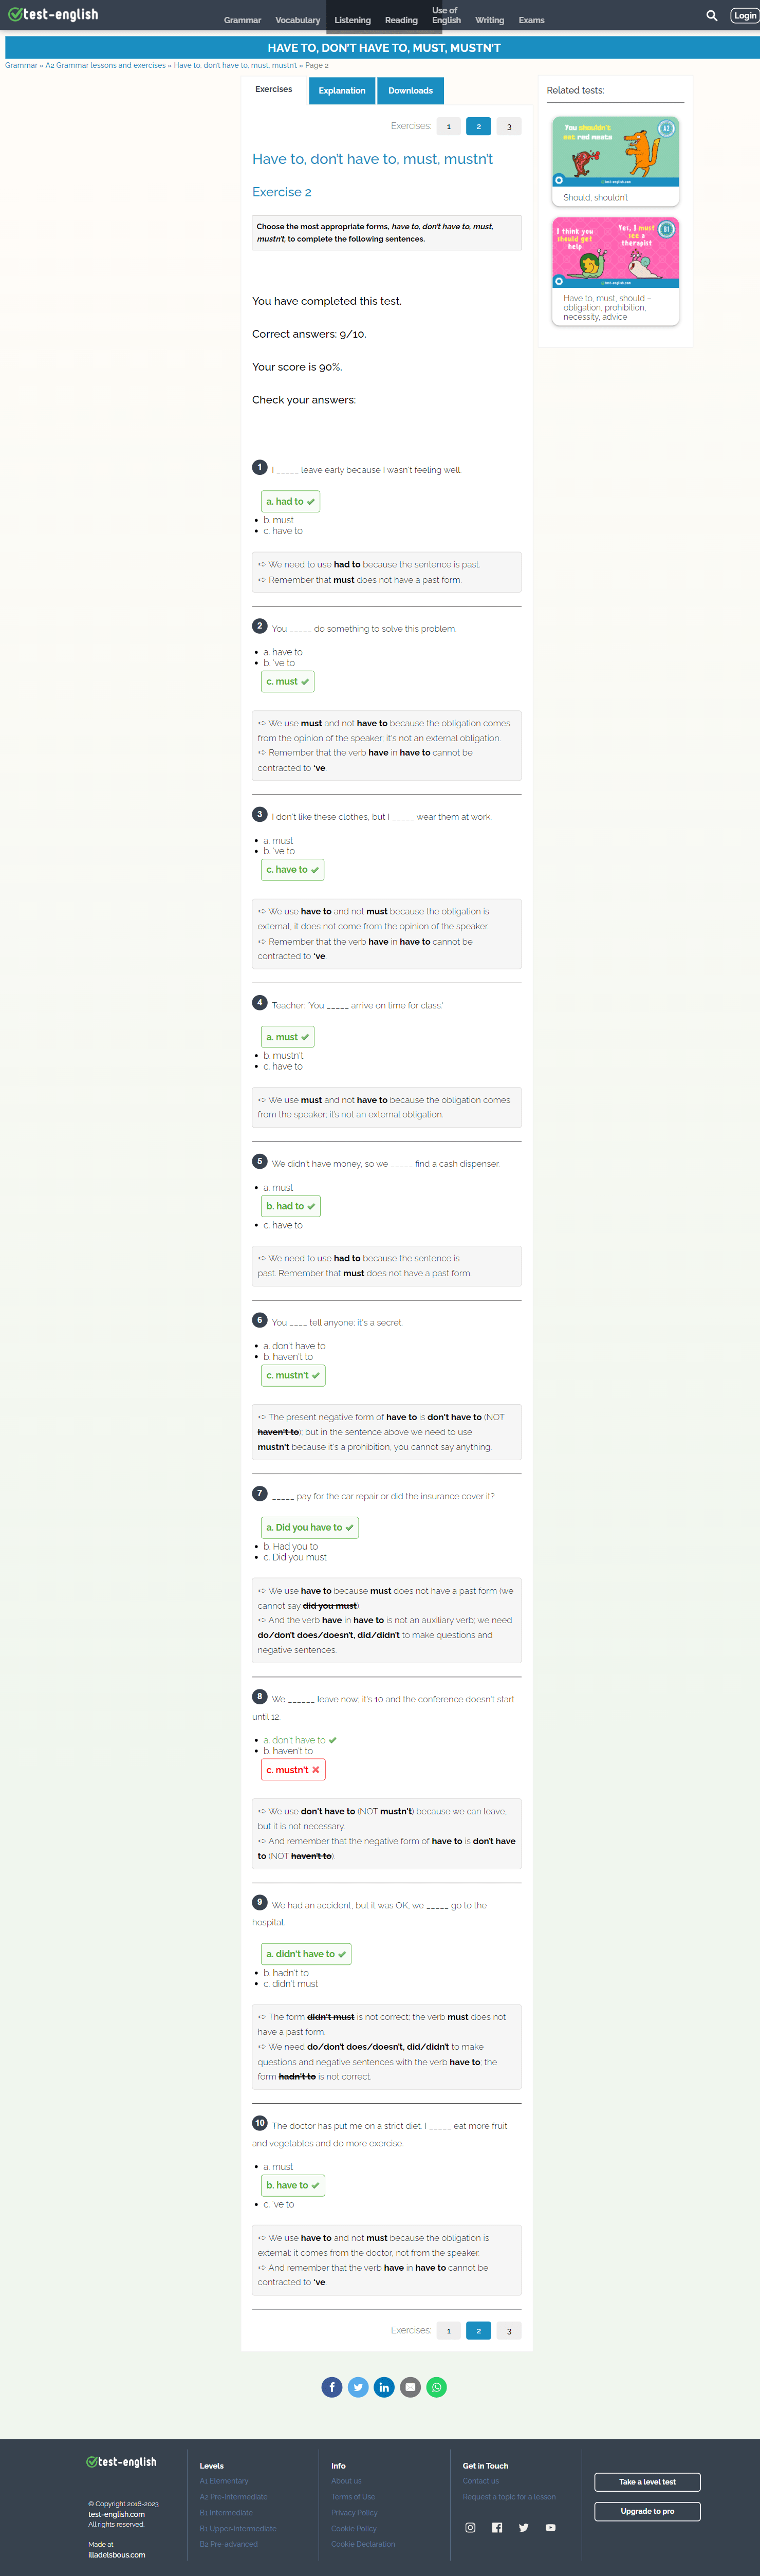 test-english
Grammar Vocabulary Listening Reading Use of English Writing Exams
Login
HAVE TO, DON'T HAVE TO, MUST, MUSTN'T
Grammar » A2 Grammar lessons and exercises » Have to, don't have to, must, mustn't » Page 2
Exercises Explanation Downloads
Exercises: 1 2 3
Have to, don't have to, must, mustn't
Exercise 2
Choose the most appropriate forms, have to, don't have to, must,
mustn't, to complete the following sentences.
You have completed this test.
Correct answers: 9/10.
Your score is 90%.
Check your answers:
1 I _____ leave early because I wasn't feeling well.
a. had to
b. must
c. have to
➪ We need to use had to because the sentence is past.
➪ Remember that must does not have a past form.
2 You _____ do something to solve this problem.
a. have to
b. 've to
c. must
➪ We use must and not have to because the obligation comes
from the opinion of the speaker; it's not an external obligation.
➪ Remember that the verb have in have to cannot be
contracted to 've.
3 I don't like these clothes, but I _____ wear them at work.
a. must
b. 've to
c. have to
➪ We use have to and not must because the obligation is
external, it does not come from the opinion of the speaker.
➪ Remember that the verb have in have to cannot be
contracted to 've
4 Teacher: 'You _____ arrive on time for class.'
a. must
b. mustn't
c. have to
➪ We use must and not have to because the obligation comes
from the speaker; it's not an external obligation.
5 We didn't have money, so we _____ find a cash dispenser.
a. must
b. had to
c. have to
➪ We need to use had to because the sentence is
past. Remember that must does not have a past form.
6 You ____ tell anyone; it's a secret.
a. don't have to
b. haven't to
c. mustn't
➪ The present negative form of have to is don't have to (NOT
haven't to); but in the sentence above we need to use
mustn't because it's a prohibition, you cannot say anything.
7 _____ pay for the car repair or did the insurance cover it?
a. Did you have to
b. Had you to
c. Did you must
➪ We use have to because must does not have a past form (we
cannot say did you must).
➪ And the verb have in have to is not an auxiliary verb; we need
do/don't does/doesn't, did/didn't to make questions and
negative sentences.
8 We ______ leave now; it's 10 and the conference doesn't start
until 12.
a. don't have to
b. haven't to
c. mustn't
➪ We use don't have to (NOT mustn't) because we can leave,
but it is not necessary.
➪ And remember that the negative form of have to is don't have
to (NOT haven't to).
9 We had an accident, but it was OK, we _____ go to the
hospital.
a. didn't have to
b. hadn't to
c. didn't must
➪ The form didn't must is not correct; the verb must does not
have a past form.
➪ We need do/don't does/doesn't, did/didn't to make
questions and negative sentences with the verb have to; the
form hadn't to is not correct.
10 The doctor has put me on a strict diet. I _____ eat more fruit
and vegetables and do more exercise.
a. must
b. have to
c. 've to
➪ We use have to and not must because the obligation is
external; it comes from the doctor, not from the speaker.
➪ And remember that the verb have in have to cannot be
contracted to 've.
Exercises: 1 2 3
Related tests:
You shouldn't
eat red meats
A2
test-english.com
Should, shouldn't
I think you
should get
help
Yes, I must
see a
therapist
B1
test-english.com
Have to, must, should –
obligation, prohibition,
necessity, advice
test-english
© Copyright 2016-2023
test-english.com
All rights reserved.
Made at
illadelsbous.com
Levels
A1 Elementary
A2 Pre-intermediate
B1 Intermediate
B1 Upper-intermediate
B2 Pre-advanced
Info
About us
Terms of Use
Privacy Policy
Cookie Policy
Cookie Declaration
Get in Touch
Contact us
Request a topic for a lesson
Take a level test
Upgrade to pro